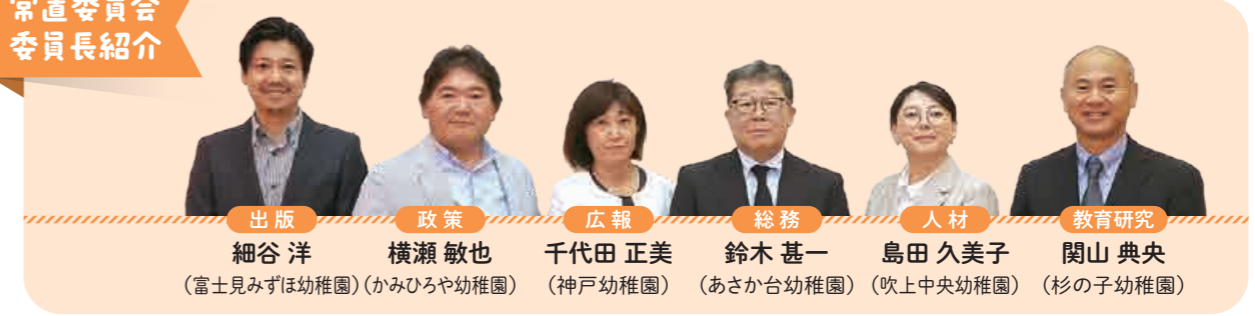 常置委員会
委員長紹介
出版 政策 広報 総務 人材 教育研究
細谷 洋 横瀬 敏也 千代田 正美 鈴木 甚一 島田 久美子 関山 典央
(富士見みずほ幼稚園) (かみひろや幼稚園) (神戸幼稚園) (あさか台幼稚園) (吹上中央幼稚園) (杉の子幼稚園)